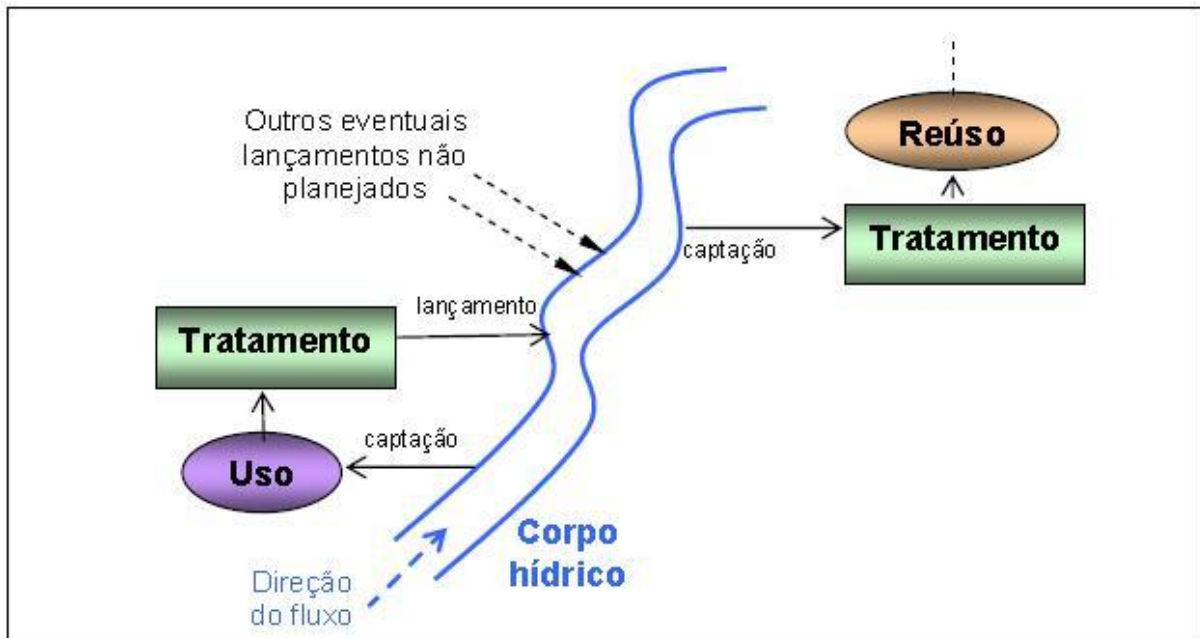 Outros eventuais
lançamentos não
planejados
Reúso
captação
Tratamento
lançamento
Tratamento
captação
Uso
Corpo
hídrico
Direção
do fluxo